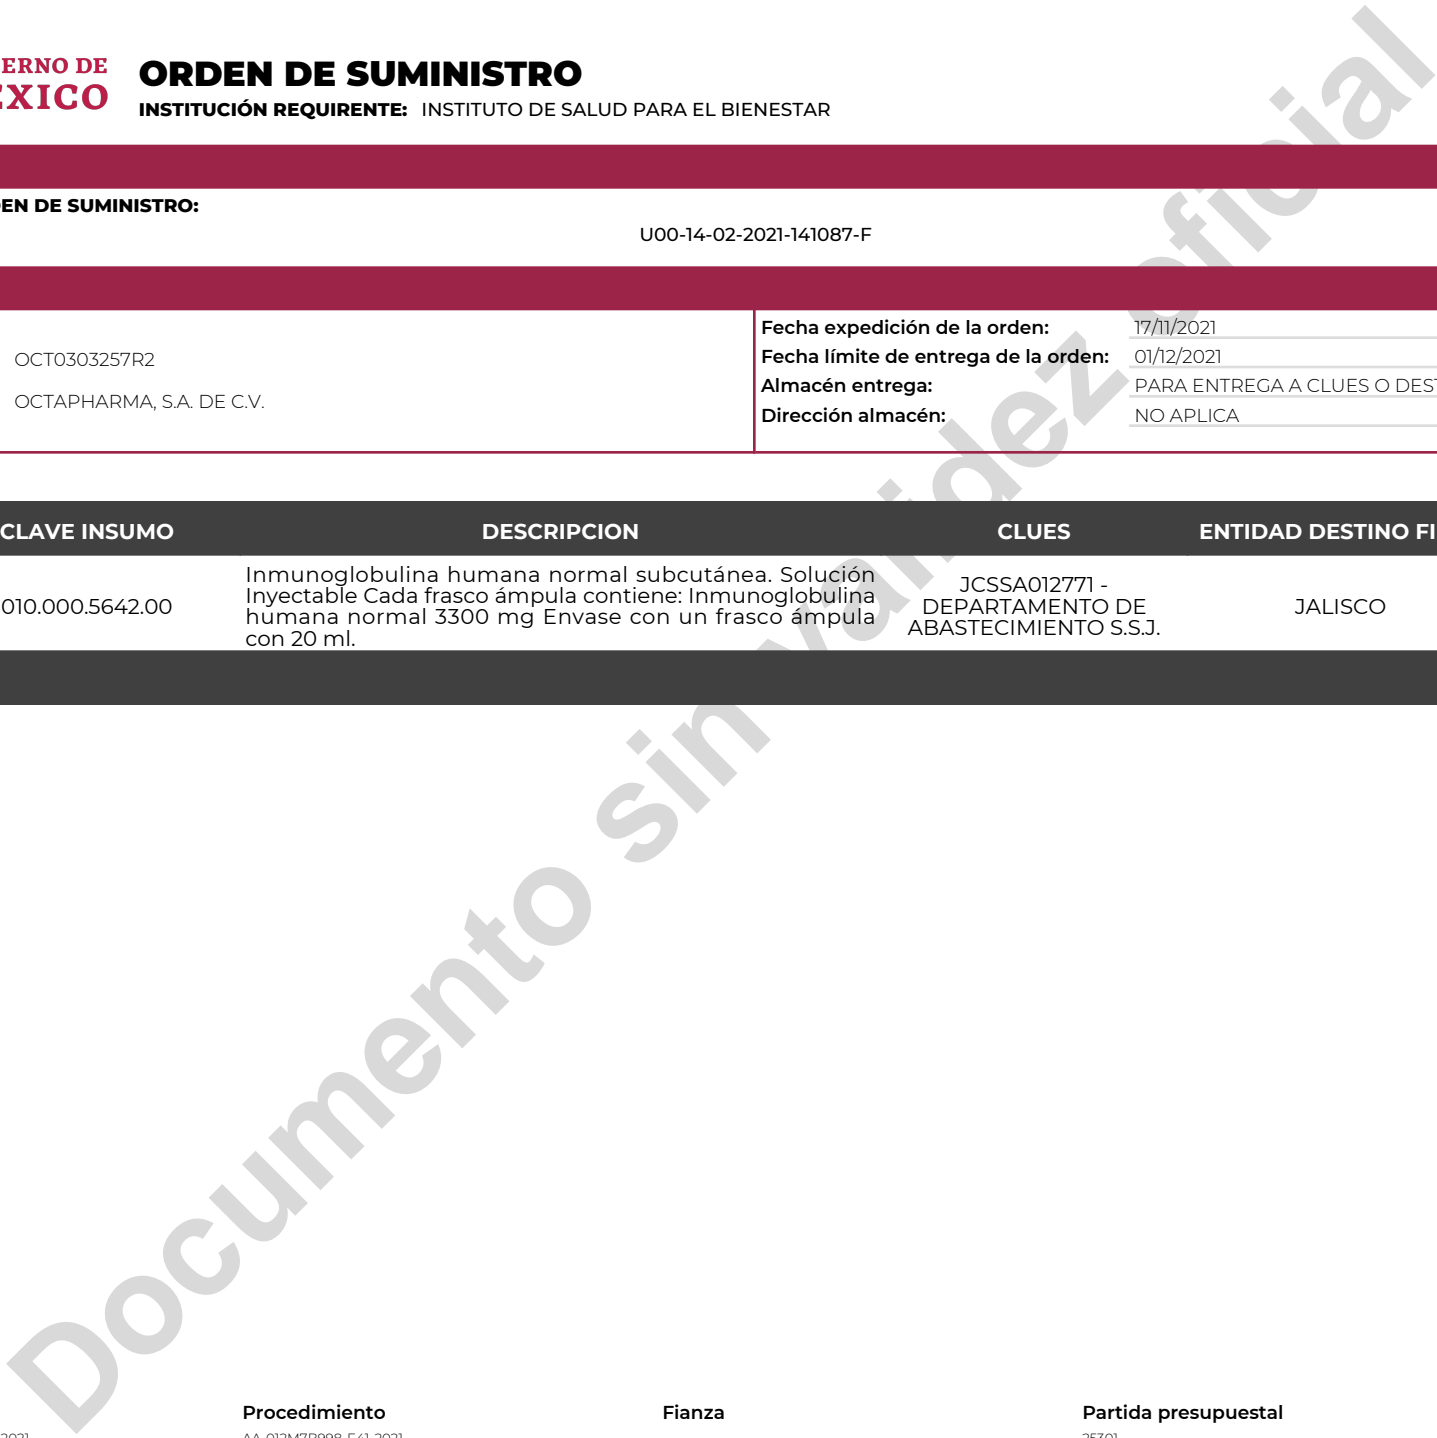 ERNO DE
ÉXICO
ORDEN DE SUMINISTRO
INSTITUCIÓN REQUIRENTE: INSTITUTO DE SALUD PARA EL BIENESTAR
EN DE SUMINISTRO:
U00-14-02-2021-141087-F
OCT0303257R2
OCTAPHARMA, S.A. DE C.V.
Fecha expedición de la orden: 17/11/2021
Fecha límite de entrega de la orden: 01/12/2021
Almacén entrega: PARA ENTREGA A CLUES O DEST
Dirección almacén: NO APLICA
CLAVE INSUMO DESCRIPCION CLUES ENTIDAD DESTINO FI
010.000.5642.00
Inmunoglobulina humana normal subcutánea. Solución
Inyectable Cada frasco ámpula contiene: Inmunoglobulina
humana normal 3300 mg Envase con un frasco ámpula
con 20 ml.
JCSSA012771 -
DEPARTAMENTO DE
ABASTECIMIENTO S.S.J.
JALISCO
Documento sin validez oficial
Procedimiento Fianza Partida presupuestal